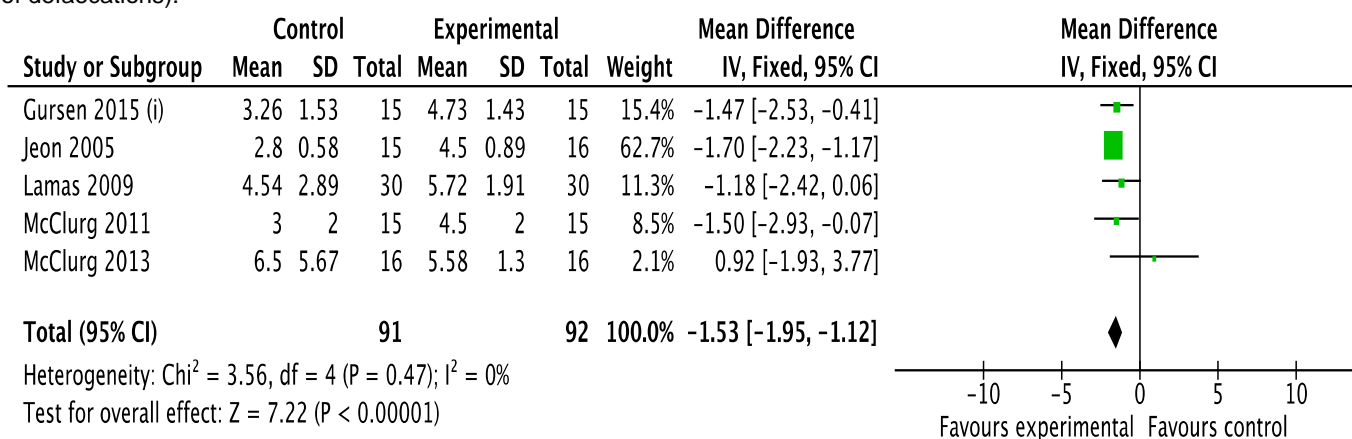 of defaecations).
Control Experimental Mean Difference Mean Difference
Study or Subgroup Mean SD Total Mean SD Total Weight IV, Fixed, 95% CI IV, Fixed, 95% CI
Gursen 2015 (i) 3.26 1.53 15 4.73 1.43 15 15.4% −1.47 [−2.53, −0.41]
Jeon 2005 2.8 0.58 15 4.5 0.89 16 62.7% −1.70 [−2.23, −1.17]
Lamas 2009 4.54 2.89 30 5.72 1.91 30 11.3% −1.18 [−2.42, 0.06]
McClurg 2011 3 2 15 4.5 2 15 8.5% −1.50 [−2.93, −0.07]
McClurg 2013 6.5 5.67 16 5.58 1.3 16 2.1% 0.92 [−1.93, 3.77]
Total (95% CI) 91 92 100.0% −1.53 [−1.95, −1.12]
Heterogeneity: Chi² = 3.56, df = 4 (P = 0.47); I² = 0%
Test for overall effect: Z = 7.22 (P < 0.00001)
−10 −5 0 5 10
Favours experimental Favours control